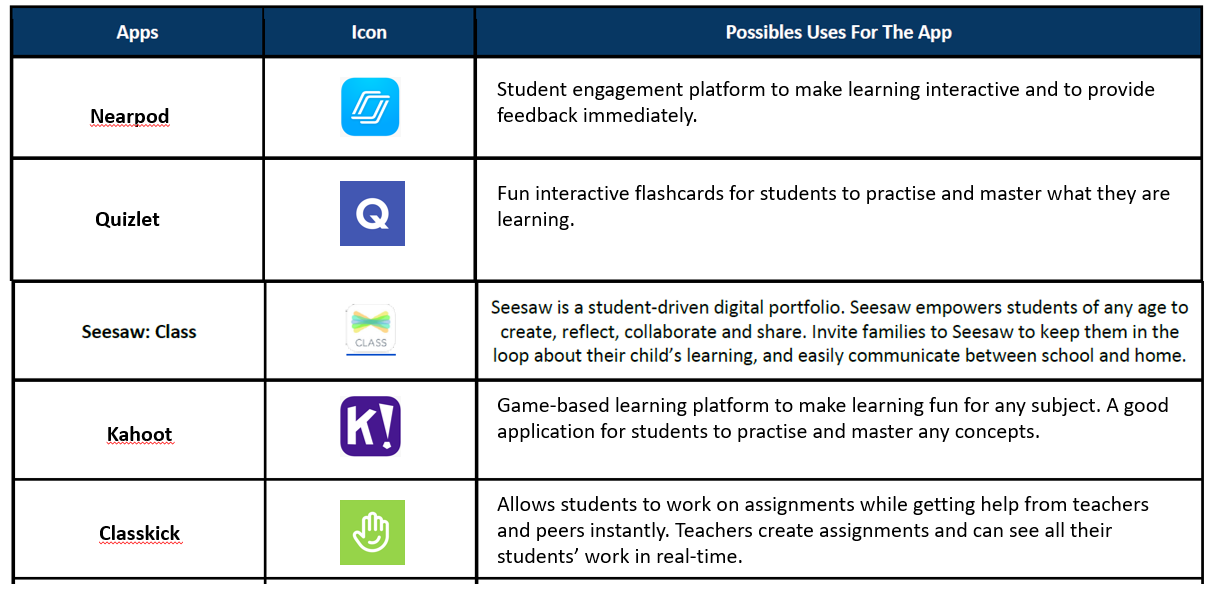 Apps Icon Possibles Uses For The App
Nearpod
Student engagement platform to make learning interactive and to provide
feedback immediately.
Quizlet
Q
Fun interactive flashcards for students to practise and master what they are
learning.
Seesaw: Class
CLASS
Seesaw is a student-driven digital portfolio. Seesaw empowers students of any age to
create, reflect, collaborate and share. Invite families to Seesaw to keep them in the
loop about their child’s learning, and easily communicate between school and home.
Kahoot
K!
Game-based learning platform to make learning fun for any subject. A good
application for students to practise and master any concepts.
Classkick
Allows students to work on assignments while getting help from teachers
and peers instantly. Teachers create assignments and can see all their
students’ work in real-time.